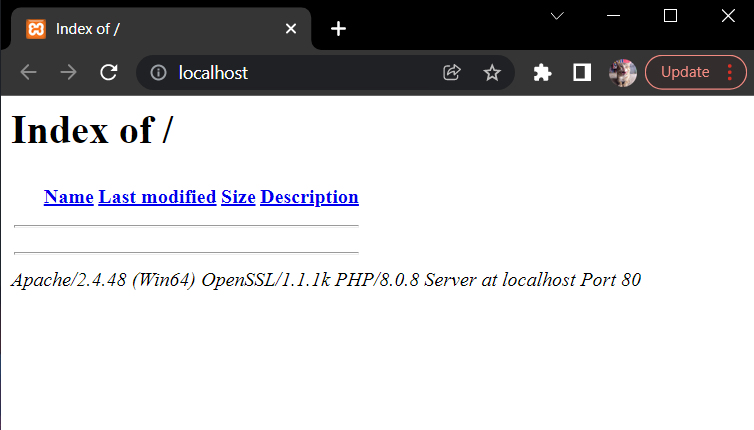 Index of /
localhost
Update
Index of /
Name Last modified Size Description
Apache/2.4.48 (Win64) OpenSSL/1.1.1k PHP/8.0.8 Server at localhost Port 80